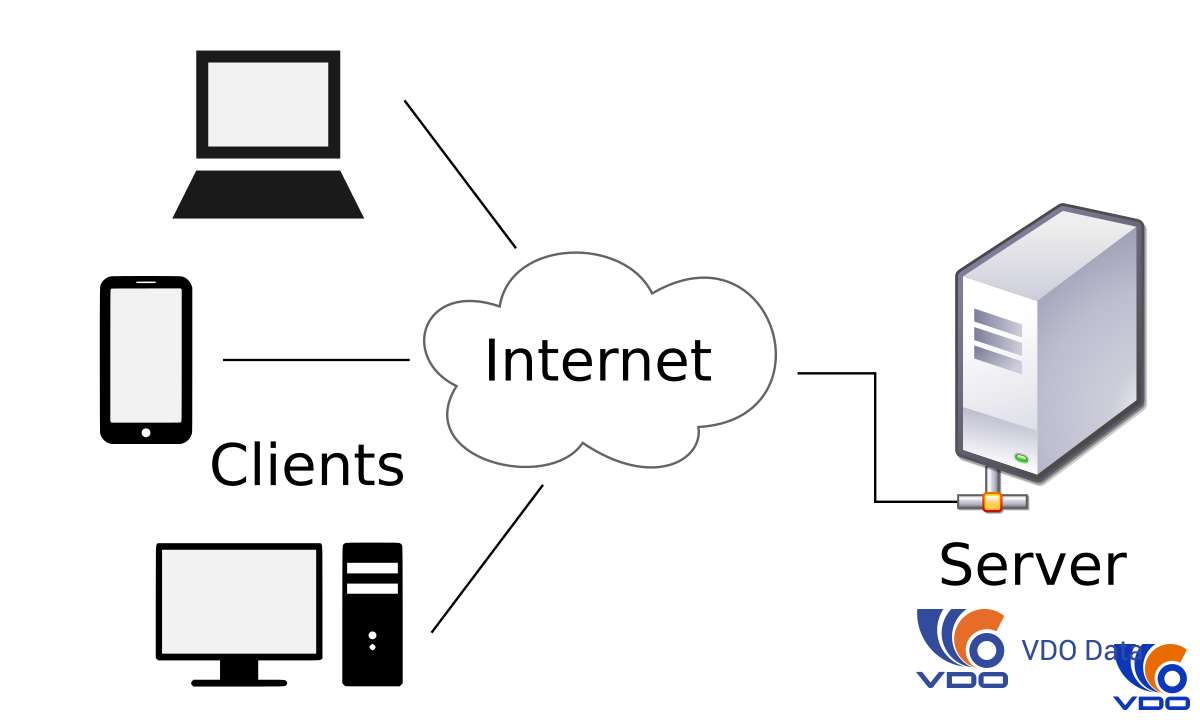 Internet
Clients
Server
VDO
VDO Data
VDO